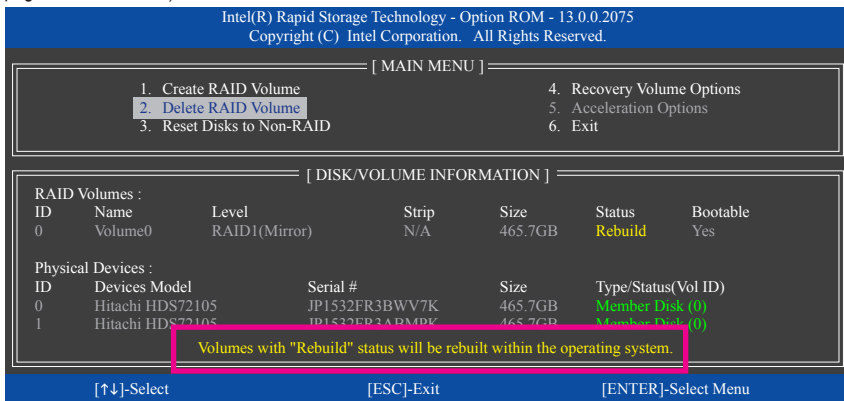 Intel(R) Rapid Storage Technology - Option ROM - 13.0.0.2075
Copyright (C) Intel Corporation. All Rights Reserved.
[ MAIN MENU ]
1. Create RAID Volume 4. Recovery Volume Options
2. Delete RAID Volume 5. Acceleration Options
3. Reset Disks to Non-RAID 6. Exit
[ DISK/VOLUME INFORMATION ]
RAID Volumes :
ID Name Level Strip Size Status Bootable
0 Volume0 RAID1(Mirror) N/A 465.7GB Rebuild Yes
Physical Devices :
ID Devices Model Serial # Size Type/Status(Vol ID)
0 Hitachi HDS72105 JP1532FR3BWV7K 465.7GB Member Disk (0)
1 Hitachi HDS72105 JP1532FR3ABMPK 465.7GB Member Disk (0)
Volumes with "Rebuild" status will be rebuilt within the operating system.
[↑↓]-Select [ESC]-Exit [ENTER]-Select Menu